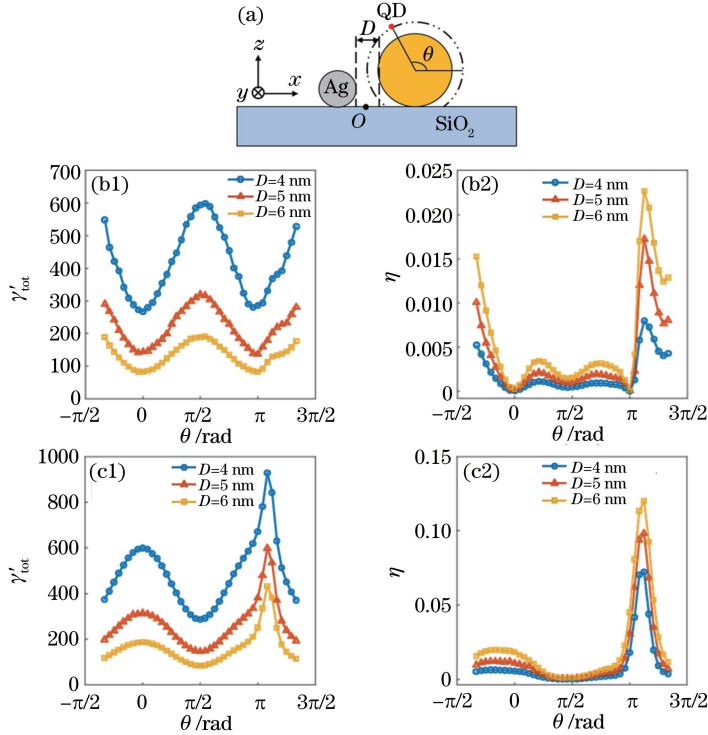 (a)
QD
D
θ
z
x
y
Ag
O
SiO₂
(b1)
D=4 nm
D=5 nm
D=6 nm
700
600
500
400
300
200
100
0
γ′tot
−π/2 0 π/2 π 3π/2
θ /rad
(b2)
D=4 nm
D=5 nm
D=6 nm
0.025
0.020
0.015
0.010
0.005
0
η
−π/2 0 π/2 π 3π/2
θ /rad
(c1)
D=4 nm
D=5 nm
D=6 nm
1000
800
600
400
200
0
γ′tot
−π/2 0 π/2 π 3π/2
θ /rad
(c2)
D=4 nm
D=5 nm
D=6 nm
0.15
0.10
0.05
0
η
−π/2 0 π/2 π 3π/2
θ /rad